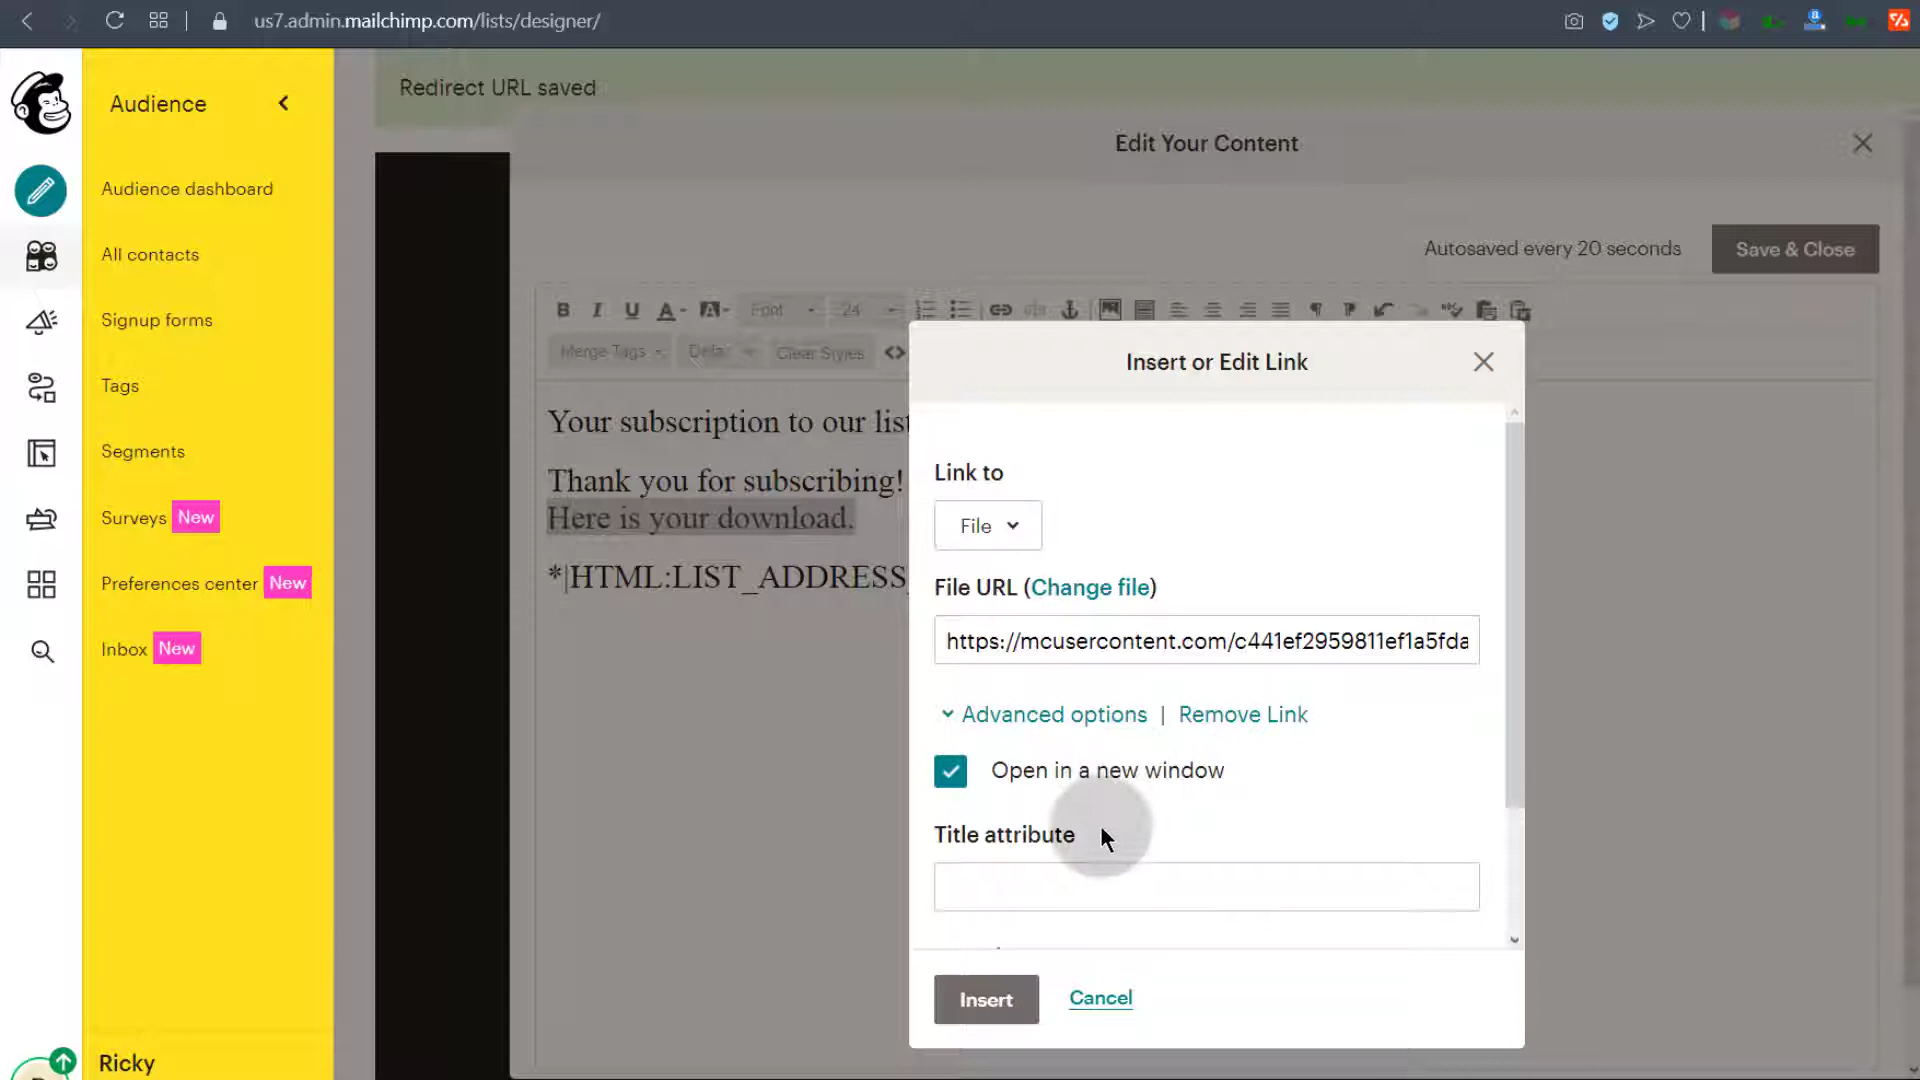 us7.admin.mailchimp.com/lists/designer/
Audience
Redirect URL saved
Edit Your Content
Audience dashboard
All contacts
Signup forms
Tags
Segments
Surveys New
Preferences center New
Inbox New
Ricky
Autosaved every 20 seconds
Save & Close
B I U A A Font 24
Merge Tags Clear Styles
Your subscription to our list
Thank you for subscribing!
Here is your download.
*|HTML:LIST_ADDRESS_
Insert or Edit Link
Link to
File
File URL (Change file)
https://mcusercontent.com/c441ef2959811ef1a5fda
Advanced options | Remove Link
Open in a new window
Title attribute
Insert
Cancel